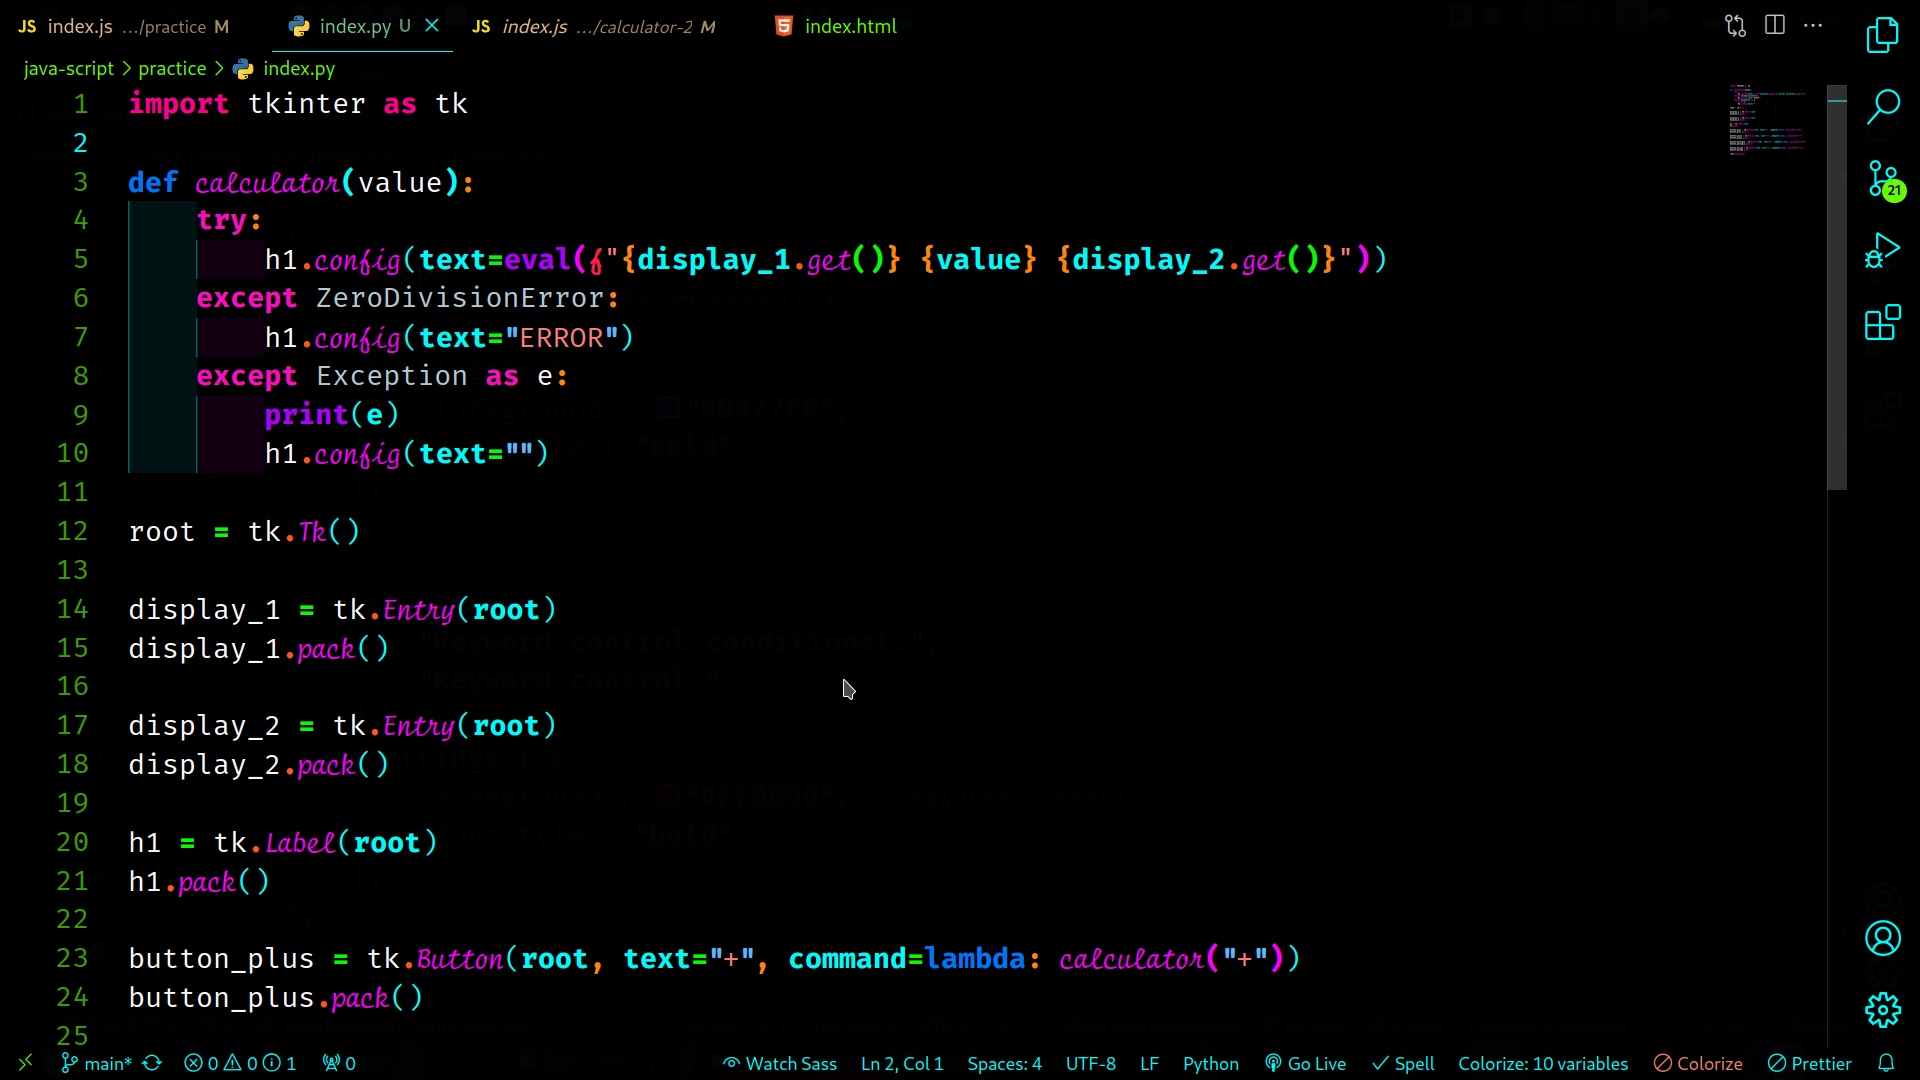 JS index.js .../practice M index.py U × JS index.js .../calculator-2 M index.html ...
java-script > practice > index.py
1 import tkinter as tk
2
3 def calculator(value):
4 try:
5 h1.config(text=eval(f"{display_1.get()} {value} {display_2.get()}"))
6 except ZeroDivisionError:
7 h1.config(text="ERROR")
8 except Exception as e:
9 print(e)
10 h1.config(text="")
11
12 root = tk.Tk()
13
14 display_1 = tk.Entry(root)
15 display_1.pack()
16
17 display_2 = tk.Entry(root)
18 display_2.pack()
19
20 h1 = tk.Label(root)
21 h1.pack()
22
23 button_plus = tk.Button(root, text="+", command=lambda: calculator("+"))
24 button_plus.pack()
25
21
main* 0 0 1 0 Watch Sass Ln 2, Col 1 Spaces: 4 UTF-8 LF Python Go Live Spell Colorize: 10 variables Colorize Prettier